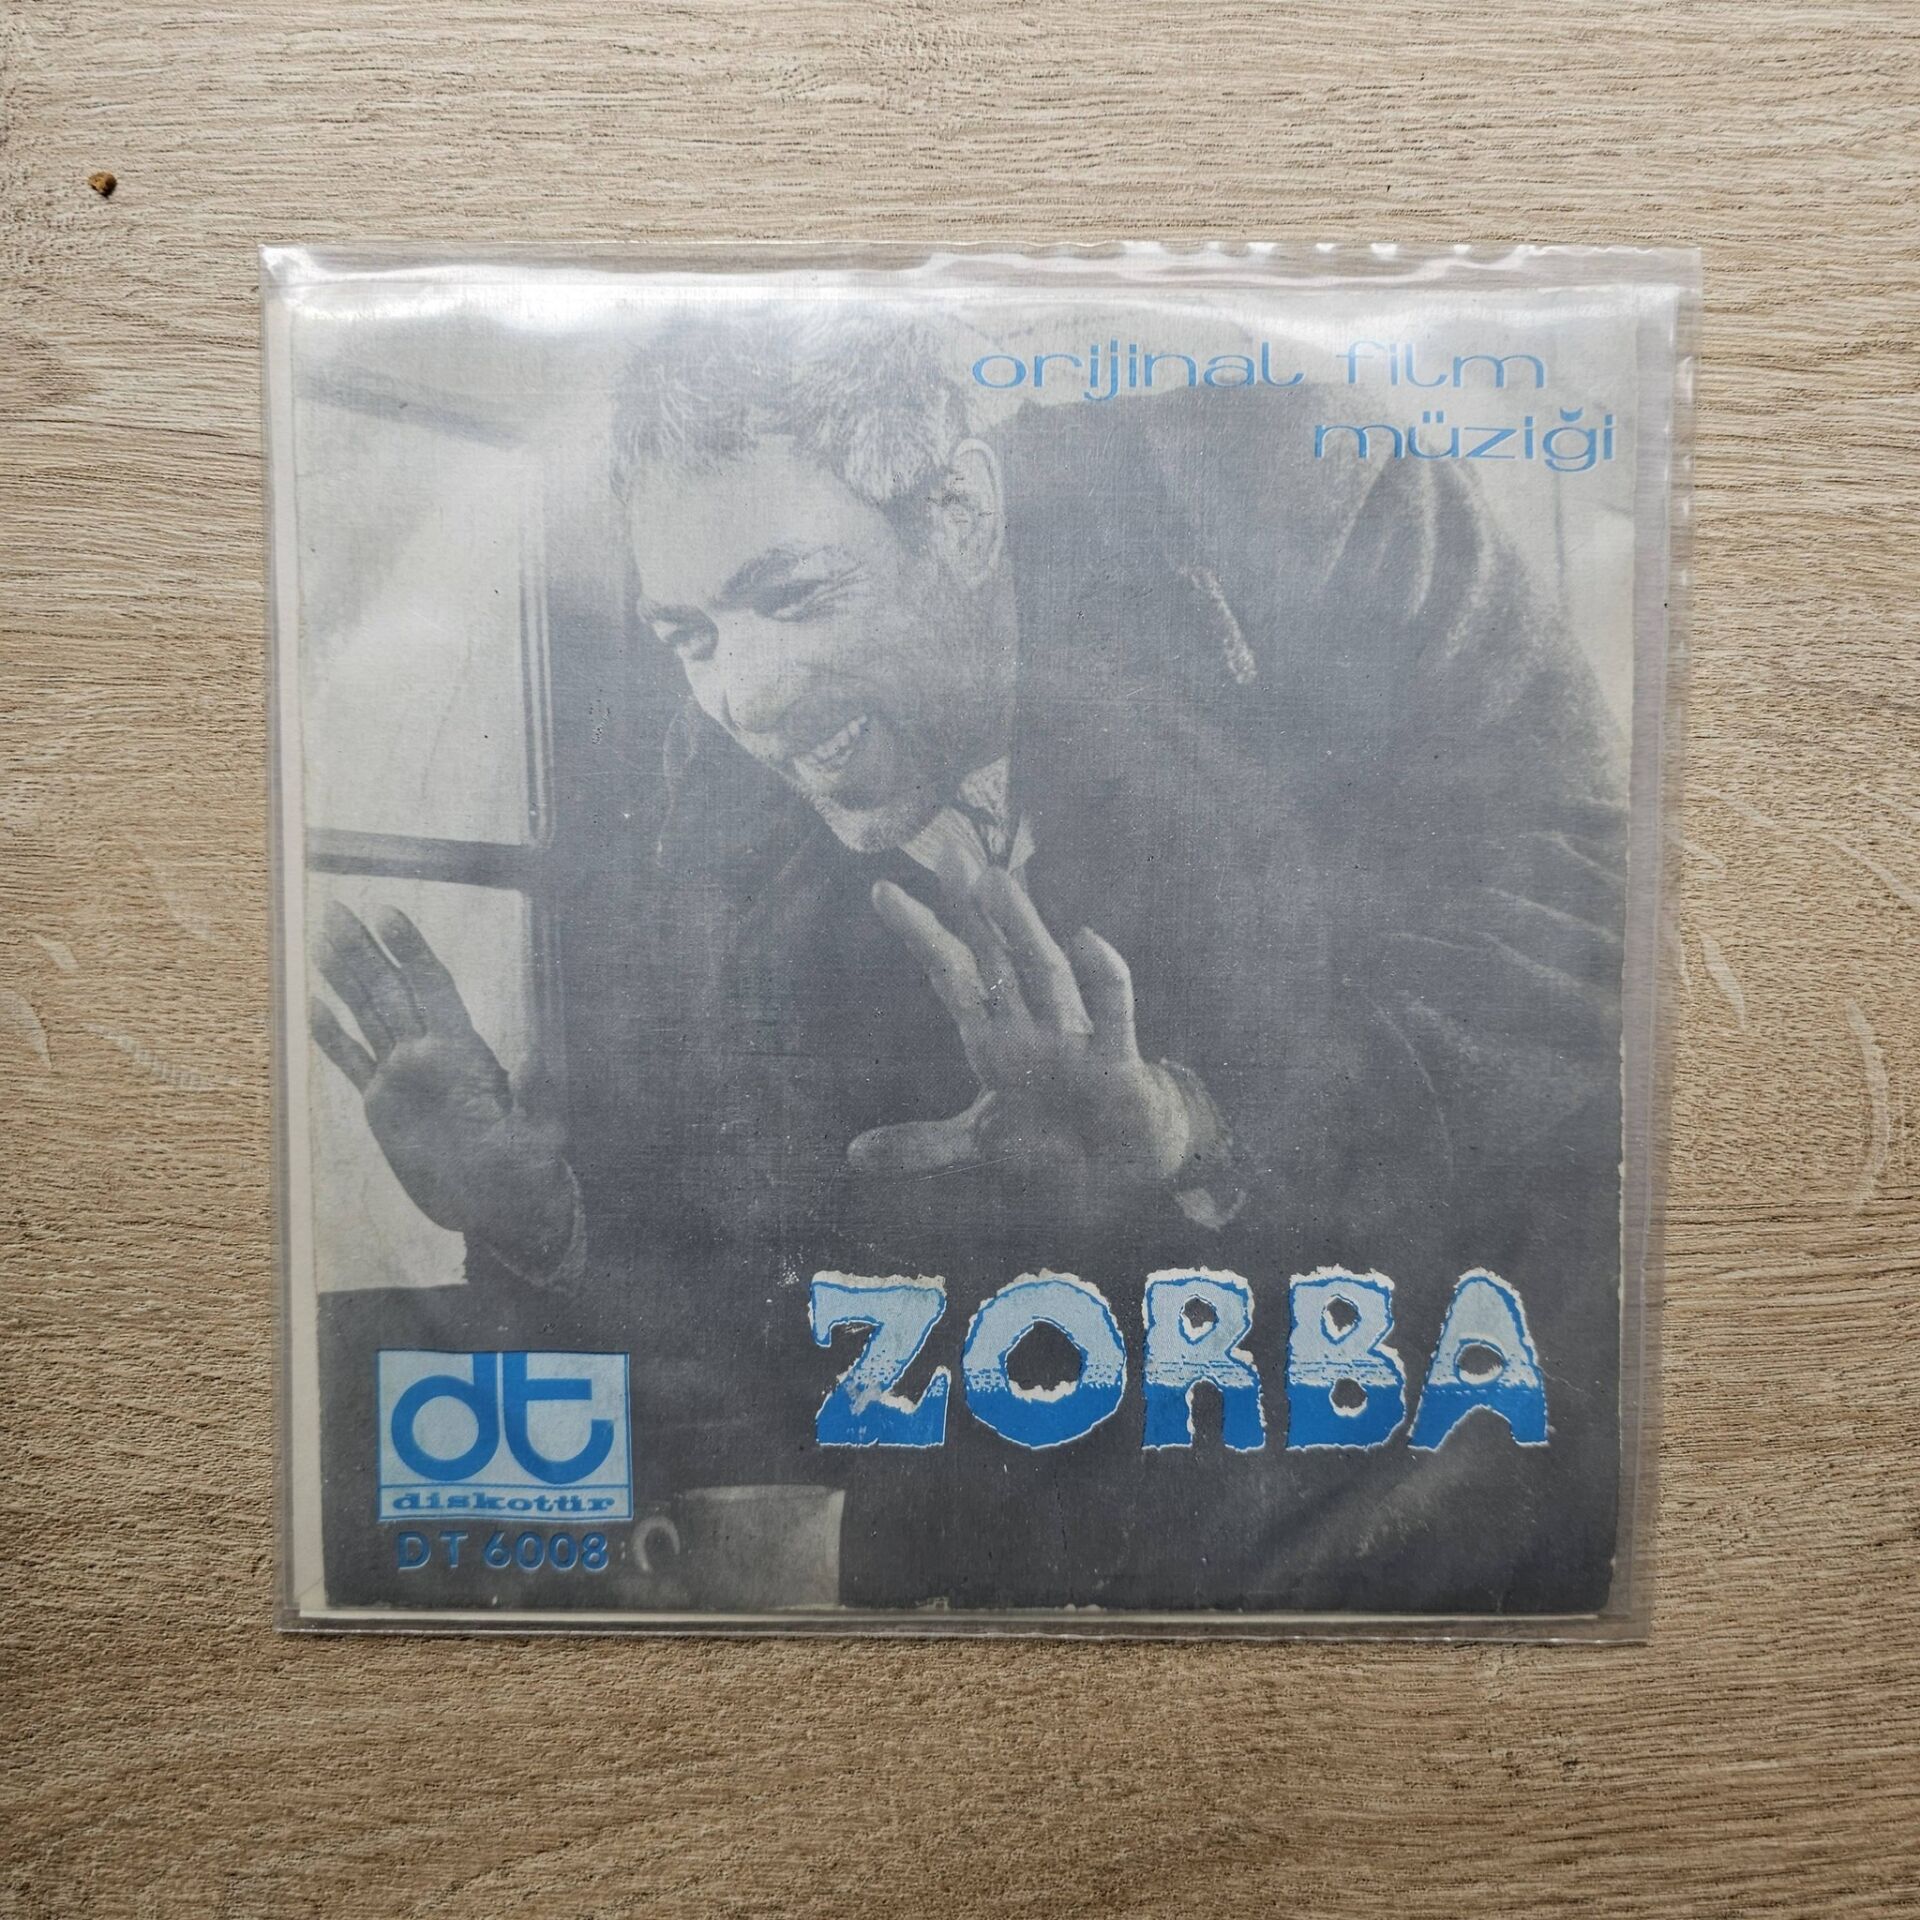 orijinal film
müziği
ZORBA
dt
diskotür
DT 6008